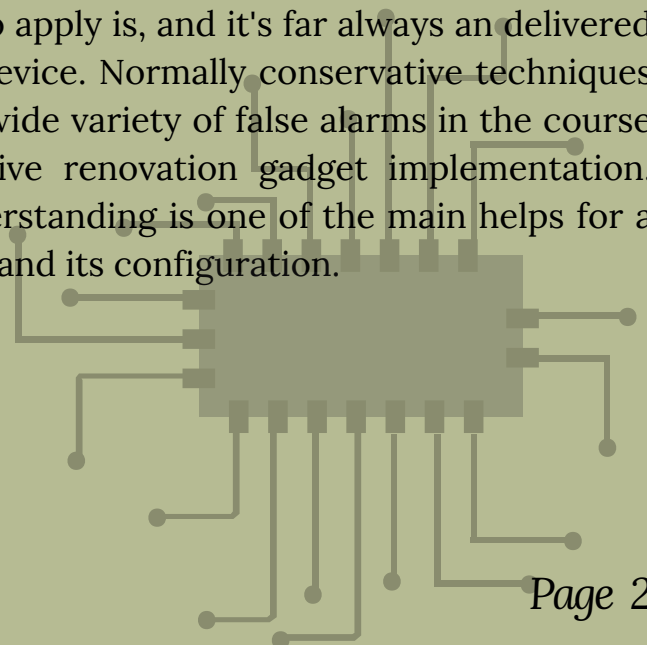 apply is, and it's far always an delivered
evice. Normally conservative techniques
wide variety of false alarms in the course
ive renovation gadget implementation.
erstanding is one of the main helps for a
and its configuration.
Page 2